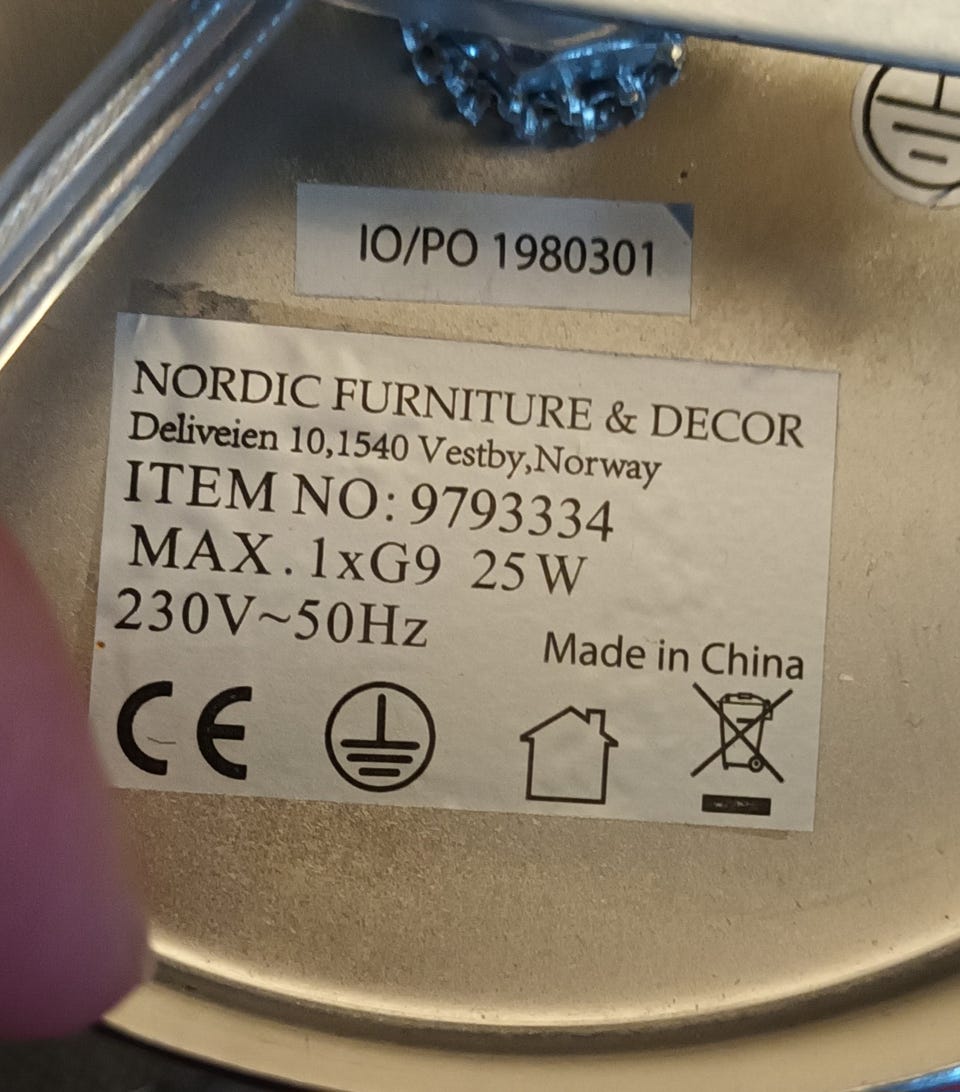 IO/PO 1980301
NORDIC FURNITURE & DECOR
Deliveien 10,1540 Vestby,Norway
ITEM NO: 9793334
MAX. 1xG9 25W
230V~50Hz
Made in China
CE